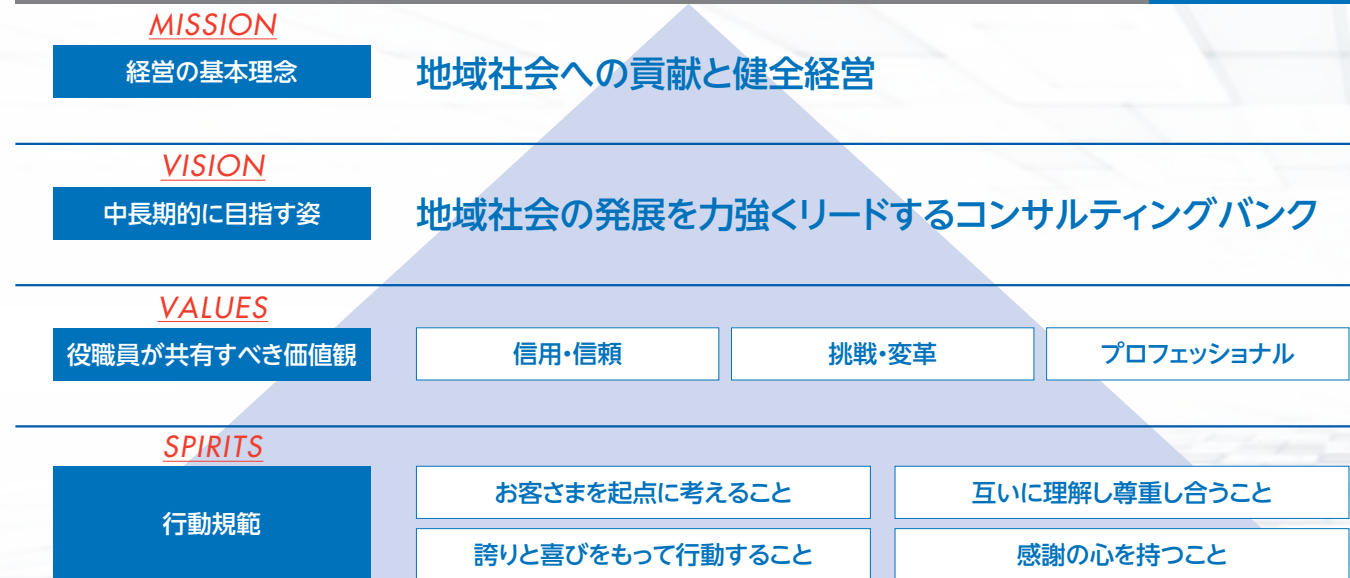 MISSION
経営の基本理念
地域社会への貢献と健全経営
VISION
中長期的に目指す姿
地域社会の発展を力強くリードするコンサルティングバンク
VALUES
役職員が共有すべき価値観
信用・信頼
挑戦・変革
プロフェッショナル
SPIRITS
行動規範
お客さまを起点に考えること
互いに理解し尊重し合うこと
誇りと喜びをもって行動すること
感謝の心を持つこと